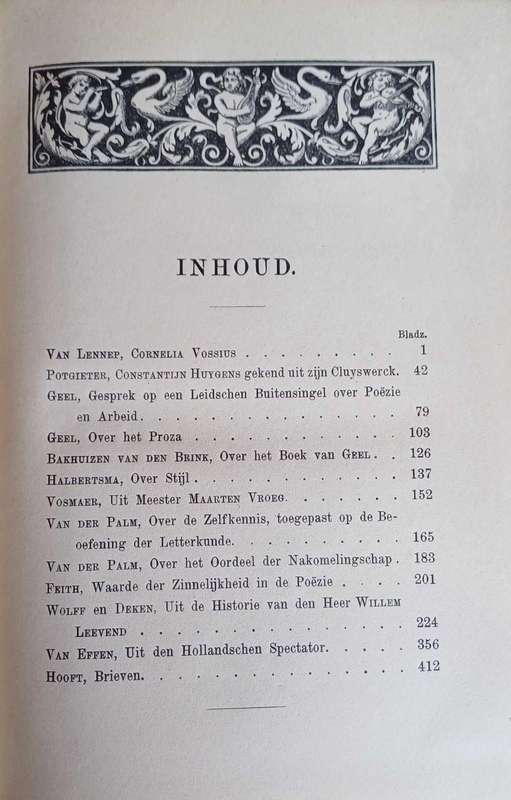 INHOUD.
Bladz.
VAN LENNEP, CORNELIA VOSSIUS . . . . . . . . . 1
POTGIETER, CONSTANTIJN HUYGENS gekend uit zijn Cluyswerck. 42
GEEL, Gesprek op een Leidschen Buitensingel over Poëzie
en Arbeid. . . . . . . . . . . . . . . . 79
GEEL, Over het Proza . . . . . . . . . . . . 103
BAKHUIZEN VAN DEN BRINK, Over het Boek van GEEL. . 126
HALBERTSMA, Over Stijl . . . . . . . . . . . . 137
VOSMAER, Uit Meester MAARTEN VROEG. . . . . . . 152
VAN DER PALM, Over de Zelfkennis, toegepast op de Be-
oefening der Letterkunde. . . . . . . . . . 165
VAN DER PALM, Over het Oordeel der Nakomelingschap . 183
FEITH, Waarde der Zinnelijkheid in de Poëzie . . . . 201
WOLFF en DEKEN, Uit de Historie van den Heer WILLEM
LEEVEND . . . . . . . . . . . . . . . 224
VAN EFFEN, Uit den Hollandschen Spectator. . . . . 356
HOOFT, Brieven. . . . . . . . . . . . . . . 412